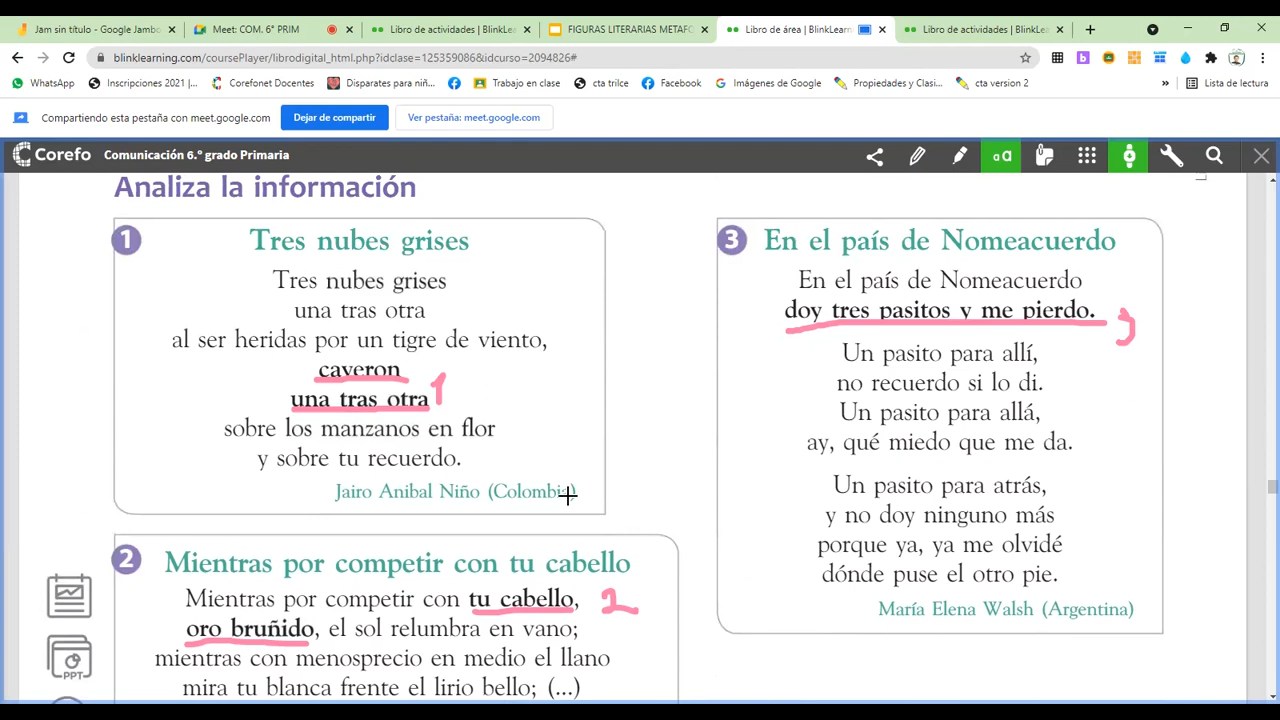 Jam sin título - Google Jambo
Meet: COM. 6° PRIM
Libro de actividades | BlinkLea
FIGURAS LITERARIAS METAFO
Libro de área | BlinkLearn
Libro de actividades | BlinkLea
blinklearning.com/coursePlayer/librodigital_html.php?idclase=125359086&idcurso=2094826#
WhatsApp
Inscripciones 2021 |...
Corefonet Docentes
Disparates para niñ...
Trabajo en clase
cta trilce
Facebook
Imágenes de Google
Propiedades y Clasi...
cta version 2
»
Lista de lectura
Compartiendo esta pestaña con meet.google.com
Dejar de compartir
Ver pestaña: meet.google.com
Corefo
Comunicación 6.° grado Primaria
aa
Analiza la información
1
Tres nubes grises
Tres nubes grises
una tras otra
al ser heridas por un tigre de viento,
cayeron
una tras otra 1
sobre los manzanos en flor
y sobre tu recuerdo.
Jairo Anibal Niño (Colombia)
2
Mientras por competir con tu cabello
Mientras por competir con tu cabello, 2
oro bruñido, el sol relumbra en vano;
mientras con menosprecio en medio el llano
mira tu blanca frente el lirio bello; (...)
3
En el país de Nomeacuerdo
En el país de Nomeacuerdo
doy tres pasitos y me pierdo. 3
Un pasito para allí,
no recuerdo si lo di.
Un pasito para allá,
ay, qué miedo que me da.
Un pasito para atrás,
y no doy ninguno más
porque ya, ya me olvidé
dónde puse el otro pie.
María Elena Walsh (Argentina)
PPT